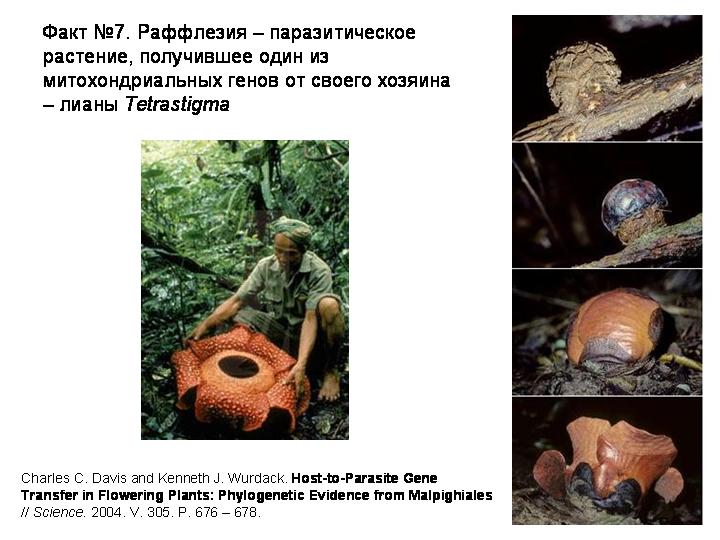 Факт №7. Раффлезия – паразитическое
растение, получившее один из
митохондриальных генов от своего хозяина
– лианы Tetrastigma
Charles C. Davis and Kenneth J. Wurdack. Host-to-Parasite Gene
Transfer in Flowering Plants: Phylogenetic Evidence from Malpighiales
// Science. 2004. V. 305. P. 676 – 678.